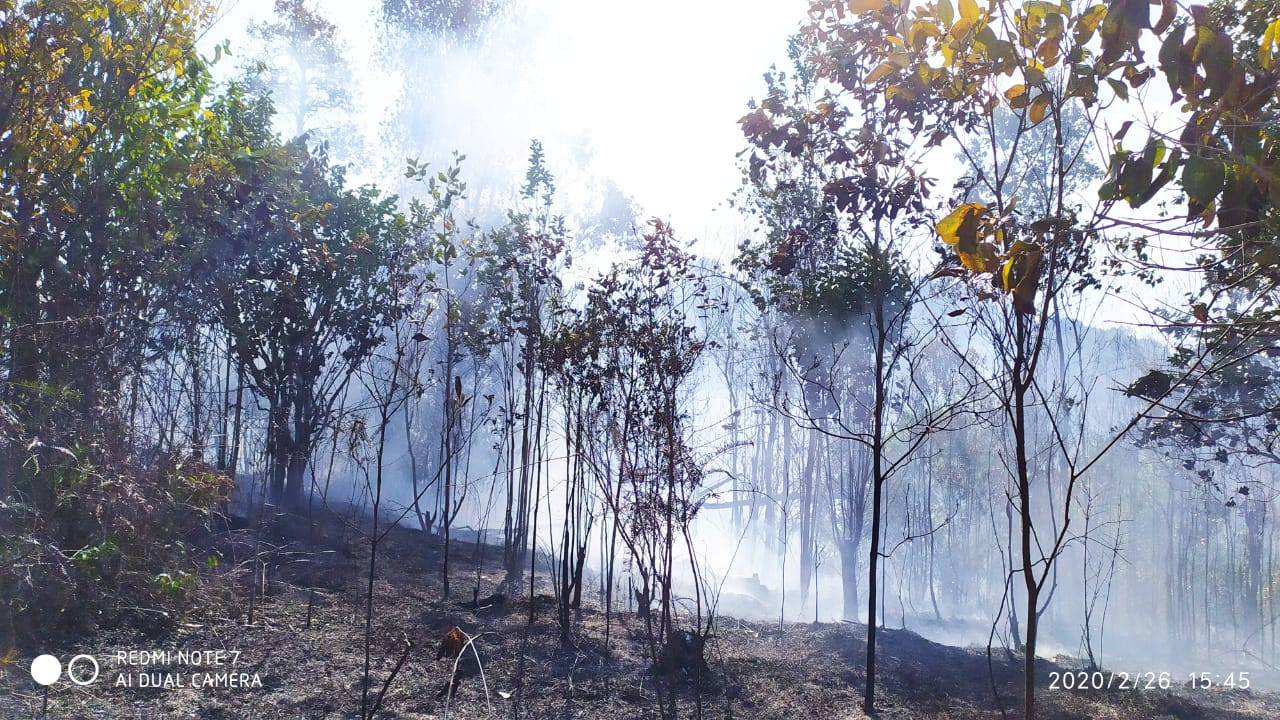 REDMI NOTE 7
AI DUAL CAMERA
2020/2/26 15:45